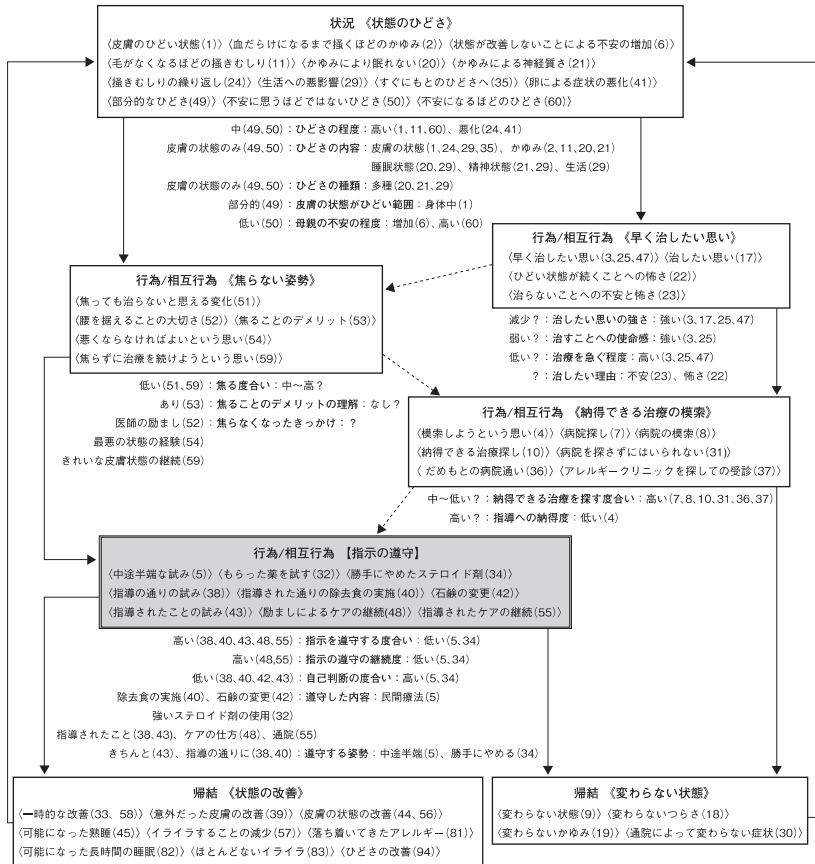 状況 《状態のひどさ》
〈皮膚のひどい状態(1)〉〈血だらけになるまで掻くほどのかゆみ(2)〉〈状態が改善しないことによる不安の増加(6)〉
〈毛がなくなるほどの掻きむしり(11)〉〈かゆみにより眠れない(20)〉〈かゆみによる神経質さ(21)〉
〈掻きむしりの繰り返し(24)〉〈生活への悪影響(29)〉〈すぐにもとのひどさへ(35)〉〈卵による症状の悪化(41)〉
〈部分的なひどさ(49)〉〈不安に思うほどではないひどさ(50)〉〈不安になるほどのひどさ(60)〉
中(49、50)：ひどさの程度：高い(1、11、60)、悪化(24、41)
皮膚の状態のみ(49、50)：ひどさの内容：皮膚の状態(1、24、29、35)、かゆみ(2、11、20、21)
睡眠状態(20、29)、精神状態(21、29)、生活(29)
皮膚の状態のみ(49、50)：ひどさの種類：多種(20、21、29)
部分的(49)：皮膚の状態がひどい範囲：身体中(1)
低い(50)：母親の不安の程度：増加(6)、高い(60)
行為/相互行為 《早く治したい思い》
〈早く治したい思い(3、25、47)〉〈治したい思い(17)〉
〈ひどい状態が続くことへの怖さ(22)〉
〈治らないことへの不安と怖さ(23)〉
減少？：治したい思いの強さ：強い(3、17、25、47)
弱い？：治すことへの使命感：強い(3、25)
低い？：治療を急ぐ程度：高い(3、25、47)
？：治したい理由：不安(23)、怖さ(22)
行為/相互行為 《焦らない姿勢》
〈焦っても治らないと思える変化(51)〉
〈腰を据えることの大切さ(52)〉〈焦ることのデメリット(53)〉
〈悪くならなければよいという思い(54)〉
〈焦らずに治療を続けようという思い(59)〉
低い(51、59)：焦る度合い：中〜高？
あり(53)：焦ることのデメリットの理解：なし？
医師の励まし(52)：焦らなくなったきっかけ：？
最悪の状態の経験(54)
きれいな皮膚状態の継続(59)
行為/相互行為 《納得できる治療の模索》
〈模索しようという思い(4)〉〈病院探し(7)〉〈病院の模索(8)〉
〈納得できる治療探し(10)〉〈病院を探さずにはいられない(31)〉
〈だめもとの病院通い(36)〉〈アレルギークリニックを探しての受診(37)〉
中〜低い？：納得できる治療を探す度合い：高い(7、8、10、31、36、37)
高い？：指導への納得度：低い(4)
行為/相互行為 【指示の遵守】
〈中途半端な試み(5)〉〈もらった薬を試す(32)〉〈勝手にやめたステロイド剤(34)〉
〈指導の通りの試み(38)〉〈指導された通りの除去食の実施(40)〉〈石鹸の変更(42)〉
〈指導されたことの試み(43)〉〈励ましによるケアの継続(48)〉〈指導されたケアの継続(55)〉
高い(38、40、43、48、55)：指示を遵守する度合い：低い(5、34)
高い(48、55)：指示の遵守の継続度：低い(5、34)
低い(38、40、42、43)：自己判断の度合い：高い(5、34)
除去食の実施(40)、石鹸の変更(42)：遵守した内容：民間療法(5)
強いステロイド剤の使用(32)
指導されたこと(38、43)、ケアの仕方(48)、通院(55)
きちんと(43)、指導の通りに(38、40)：遵守する姿勢：中途半端(5)、勝手にやめる(34)
帰結 《状態の改善》
〈一時的な改善(33、58)〉〈意外だった皮膚の改善(39)〉〈皮膚の状態の改善(44、56)〉
〈可能になった熟睡(45)〉〈イライラすることの減少(57)〉〈落ち着いてきたアレルギー(81)〉
〈可能になった長時間の睡眠(82)〉〈ほとんどないイライラ(83)〉〈ひどさの改善(94)〉
帰結 《変わらない状態》
〈変わらない状態(9)〉〈変わらないつらさ(18)〉
〈変わらないかゆみ(19)〉〈通院によって変わらない症状(30)〉